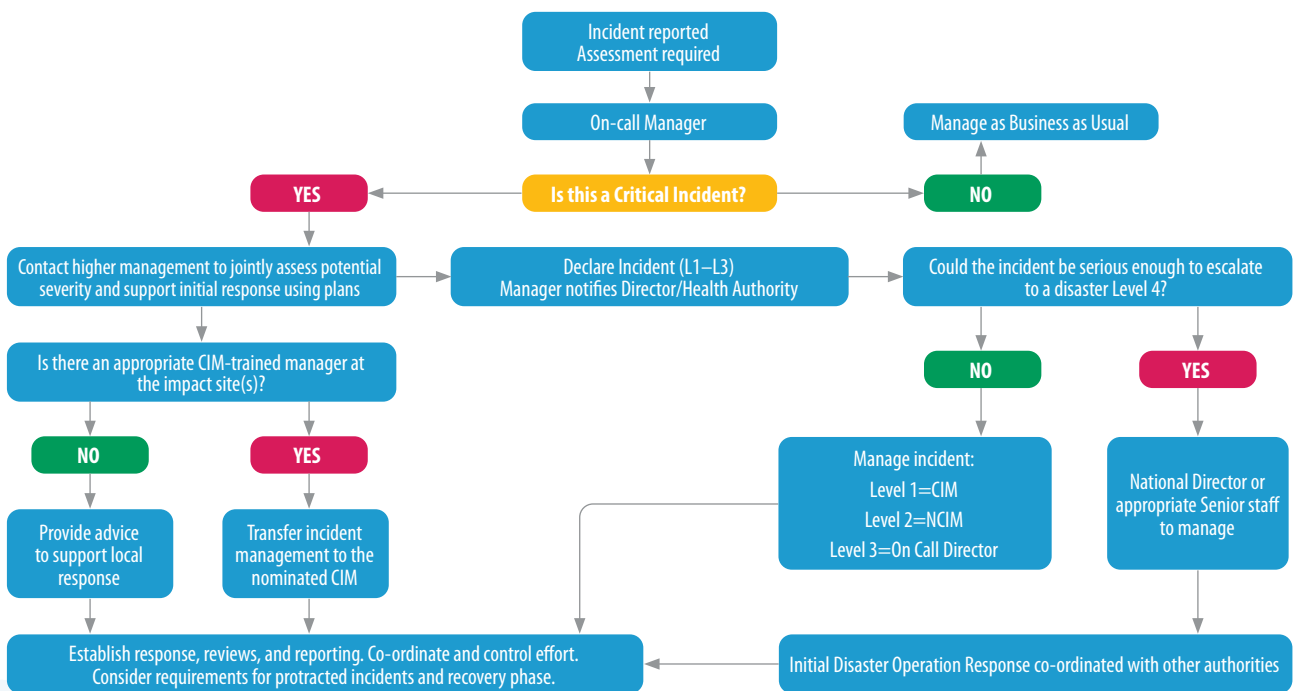 Incident reported
Assessment required
On-call Manager
Manage as Business as Usual
YES
Is this a Critical Incident?
NO
Contact higher management to jointly assess potential
severity and support initial response using plans
Declare Incident (L1–L3)
Manager notifies Director/Health Authority
Could the incident be serious enough to escalate
to a disaster Level 4?
Is there an appropriate CIM-trained manager at
the impact site(s)?
NO
YES
NO
YES
Manage incident:
Level 1=CIM
Level 2=NCIM
Level 3=On Call Director
National Director or
appropriate Senior staff
to manage
Provide advice
to support local
response
Transfer incident
management to the
nominated CIM
Establish response, reviews, and reporting. Co-ordinate and control effort.
Consider requirements for protracted incidents and recovery phase.
Initial Disaster Operation Response co-ordinated with other authorities